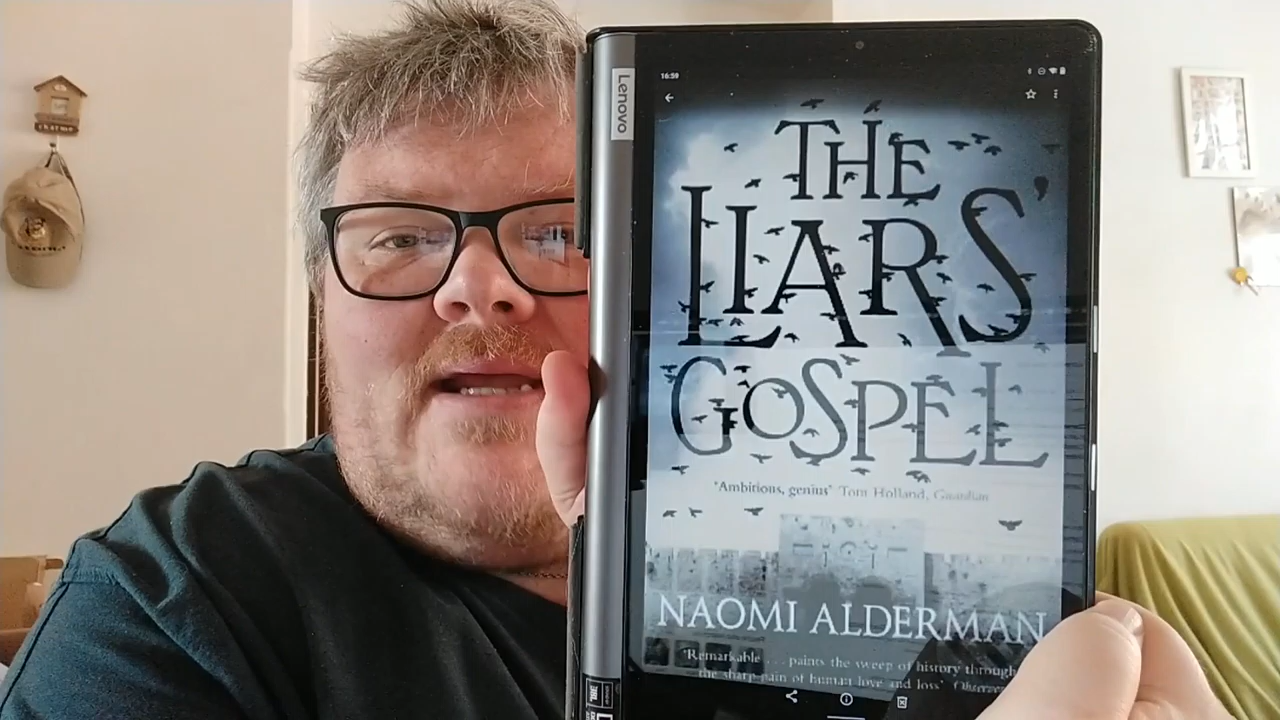 Lenovo
16:59
THE
LIARS'
GOSPEL
'Ambitious, genius' Tom Holland, Guardian
NAOMI ALDERMAN
'Remarkable . . . paints the sweep of history through
the sharp pain of human love and loss'
JBL